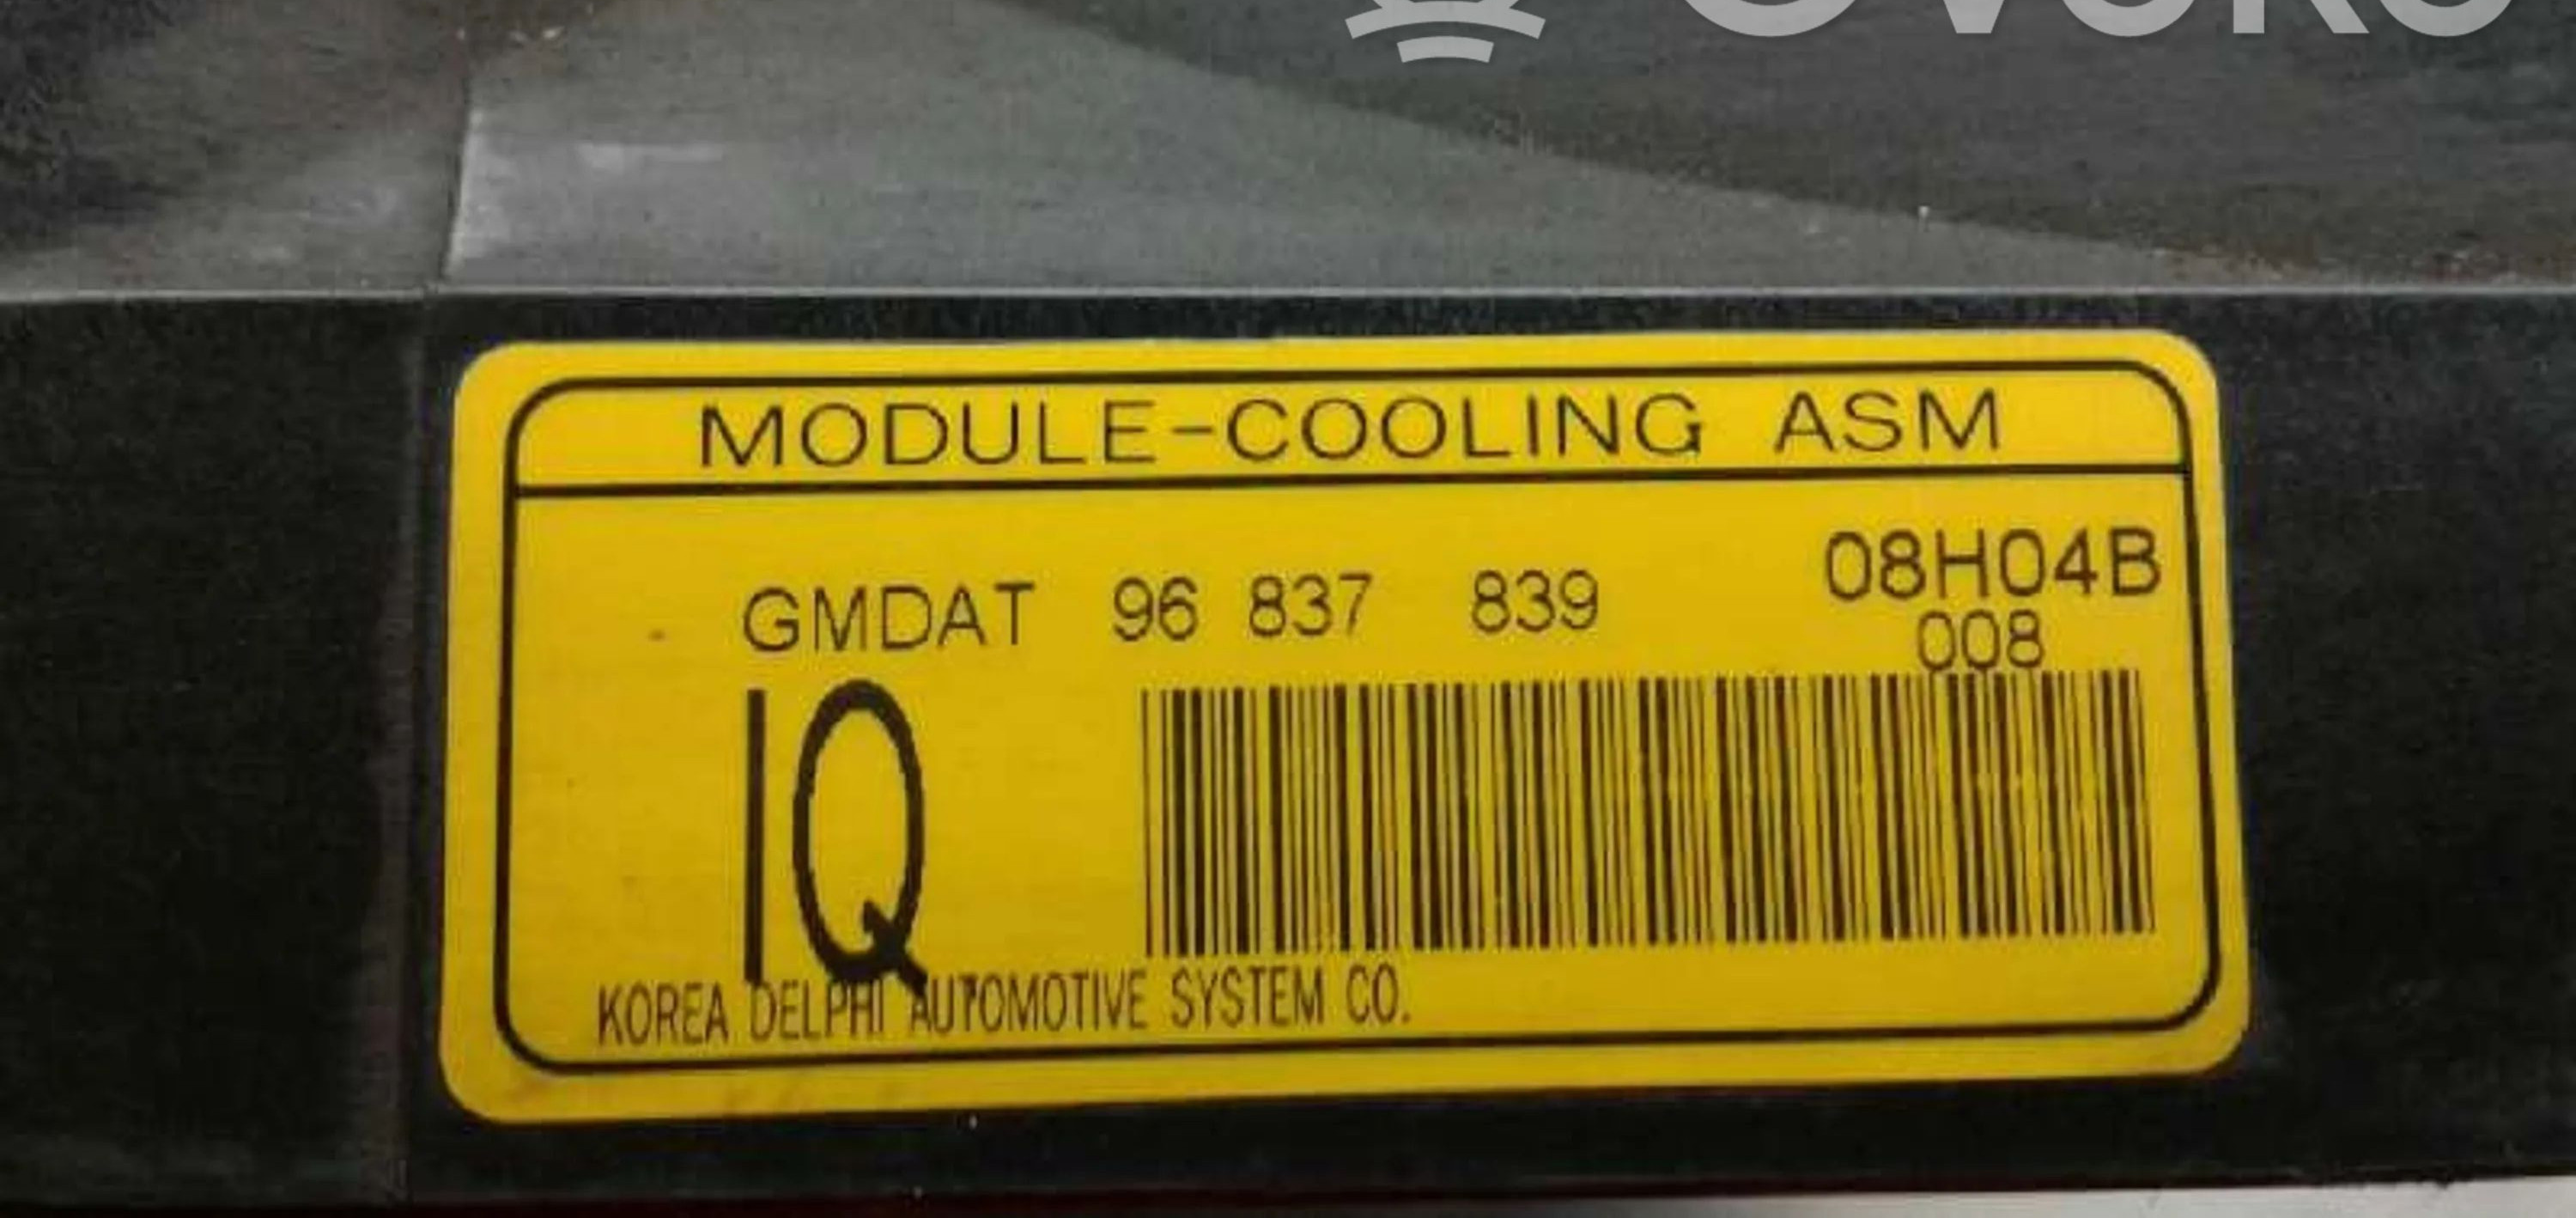 MODULE-COOLING ASM
GMDAT 96 837 839
08H04B
008
IQ
KOREA DELPHI AUTOMOTIVE SYSTEM CO.